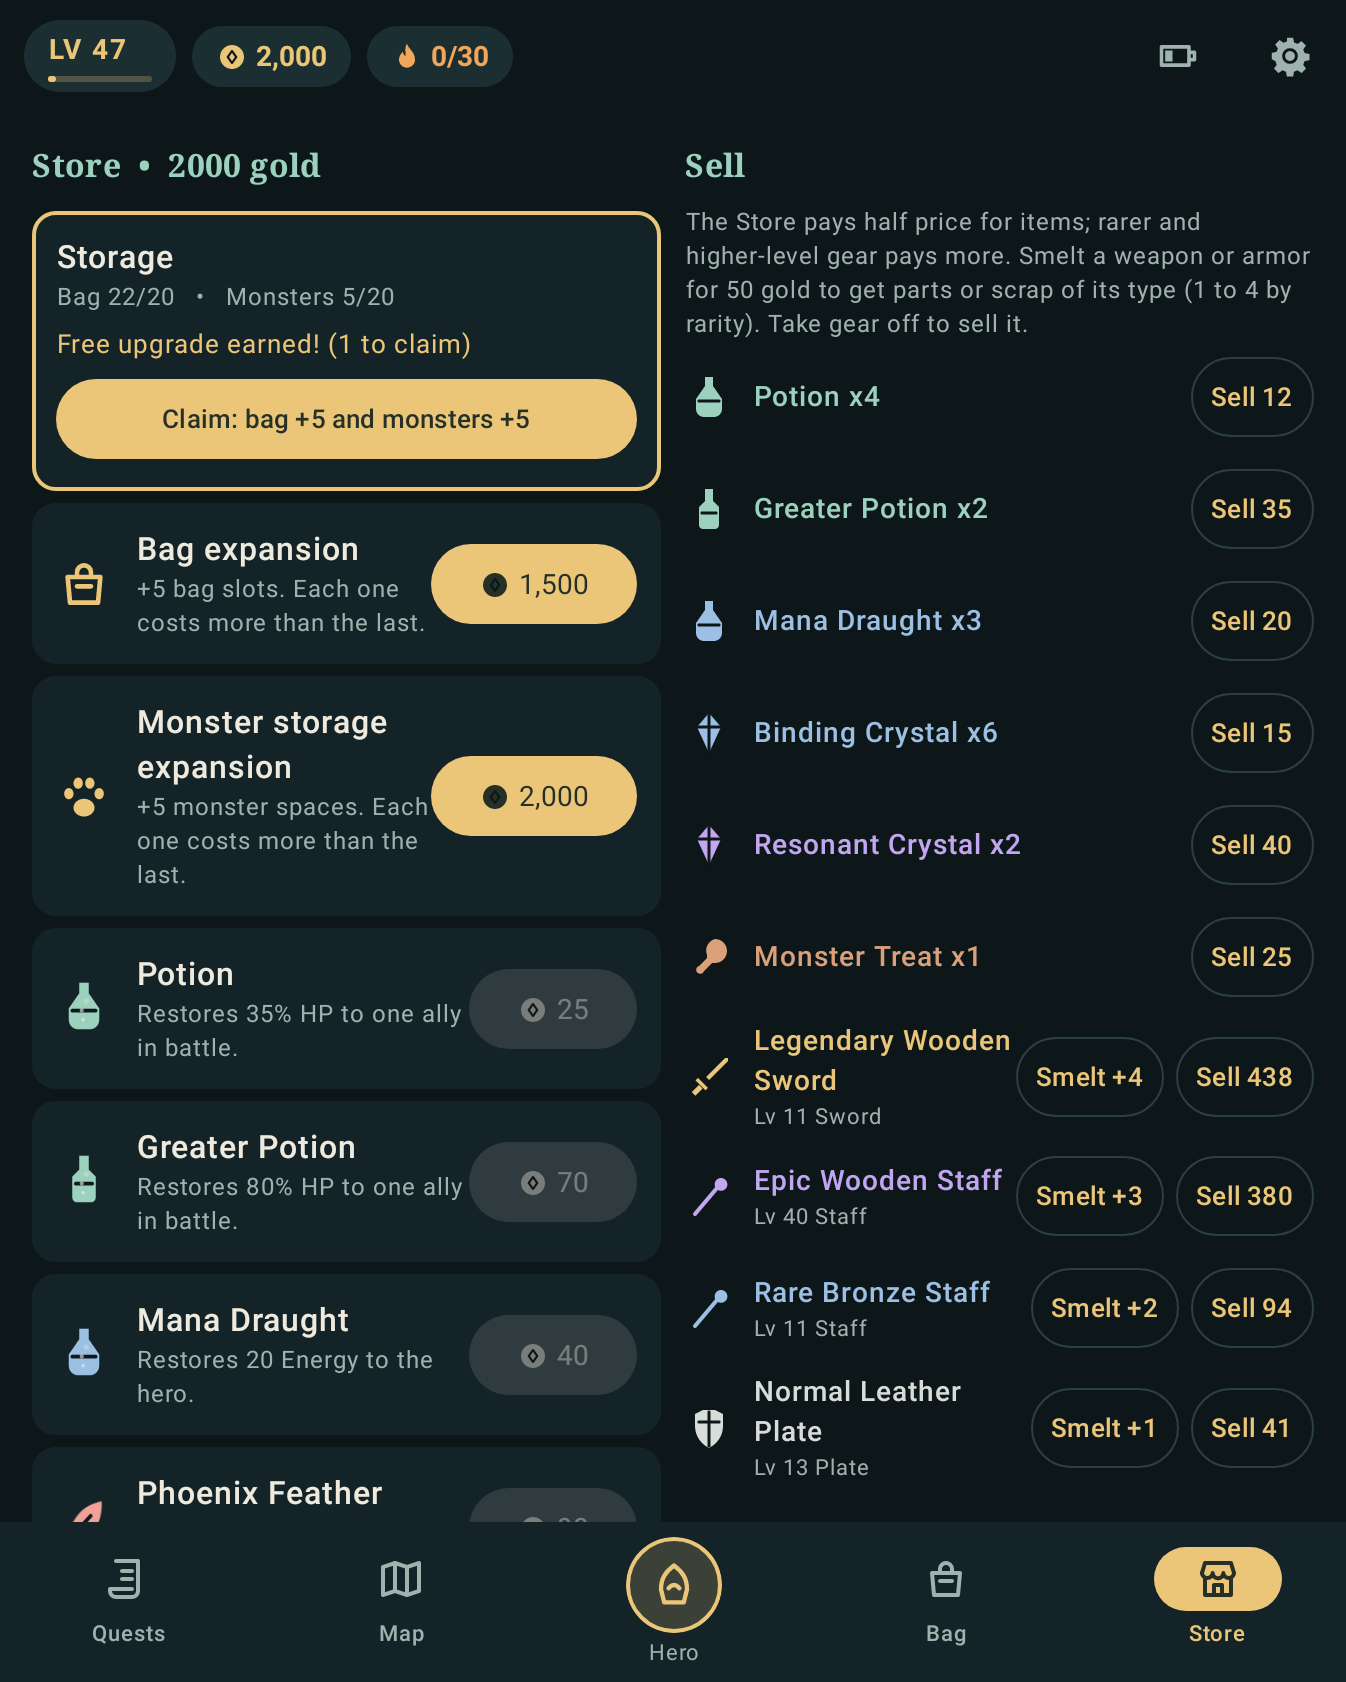 LV 47
2,000
0/30
Store • 2000 gold
Storage
Bag 22/20 • Monsters 5/20
Free upgrade earned! (1 to claim)
Claim: bag +5 and monsters +5
Bag expansion
+5 bag slots. Each one
costs more than the last.
1,500
Monster storage
expansion
+5 monster spaces. Each
one costs more than the
last.
2,000
Potion
Restores 35% HP to one ally
in battle.
25
Greater Potion
Restores 80% HP to one ally
in battle.
70
Mana Draught
Restores 20 Energy to the
hero.
40
Phoenix Feather
Sell
The Store pays half price for items; rarer and
higher-level gear pays more. Smelt a weapon or armor
for 50 gold to get parts or scrap of its type (1 to 4 by
rarity). Take gear off to sell it.
Potion x4
Sell 12
Greater Potion x2
Sell 35
Mana Draught x3
Sell 20
Binding Crystal x6
Sell 15
Resonant Crystal x2
Sell 40
Monster Treat x1
Sell 25
Legendary Wooden
Sword
Lv 11 Sword
Smelt +4
Sell 438
Epic Wooden Staff
Lv 40 Staff
Smelt +3
Sell 380
Rare Bronze Staff
Lv 11 Staff
Smelt +2
Sell 94
Normal Leather
Plate
Lv 13 Plate
Smelt +1
Sell 41
Quests
Map
Hero
Bag
Store